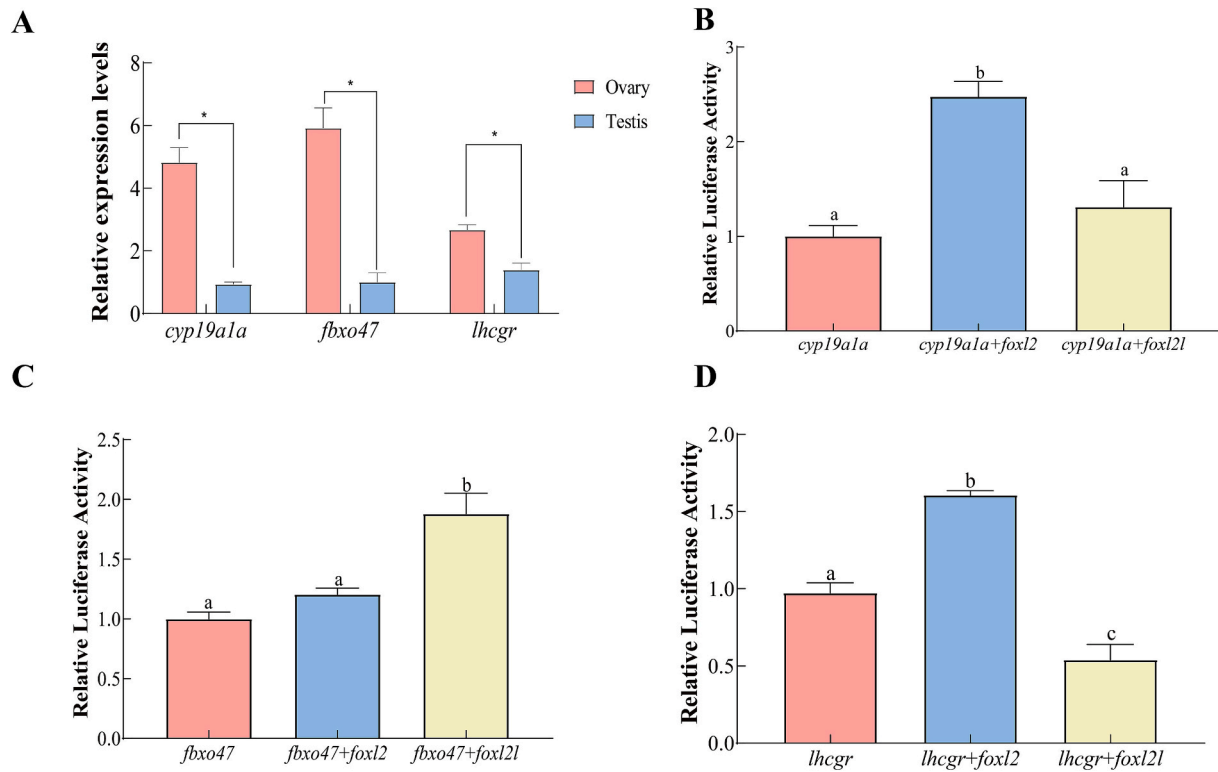 A
Relative expression levels
8
6
4
2
0
*
*
*
cyp19a1a
fbxo47
lhcgr
Ovary
Testis
B
Relative Luciferase Activity
3
2
1
0
a
b
a
cyp19a1a
cyp19a1a+foxl2
cyp19a1a+foxl2l
C
Relative Luciferase Activity
2.5
2.0
1.5
1.0
0.5
0.0
a
a
b
fbxo47
fbxo47+foxl2
fbxo47+foxl2l
D
Relative Luciferase Activity
2.0
1.5
1.0
0.5
0.0
a
b
c
lhcgr
lhcgr+foxl2
lhcgr+foxl2l